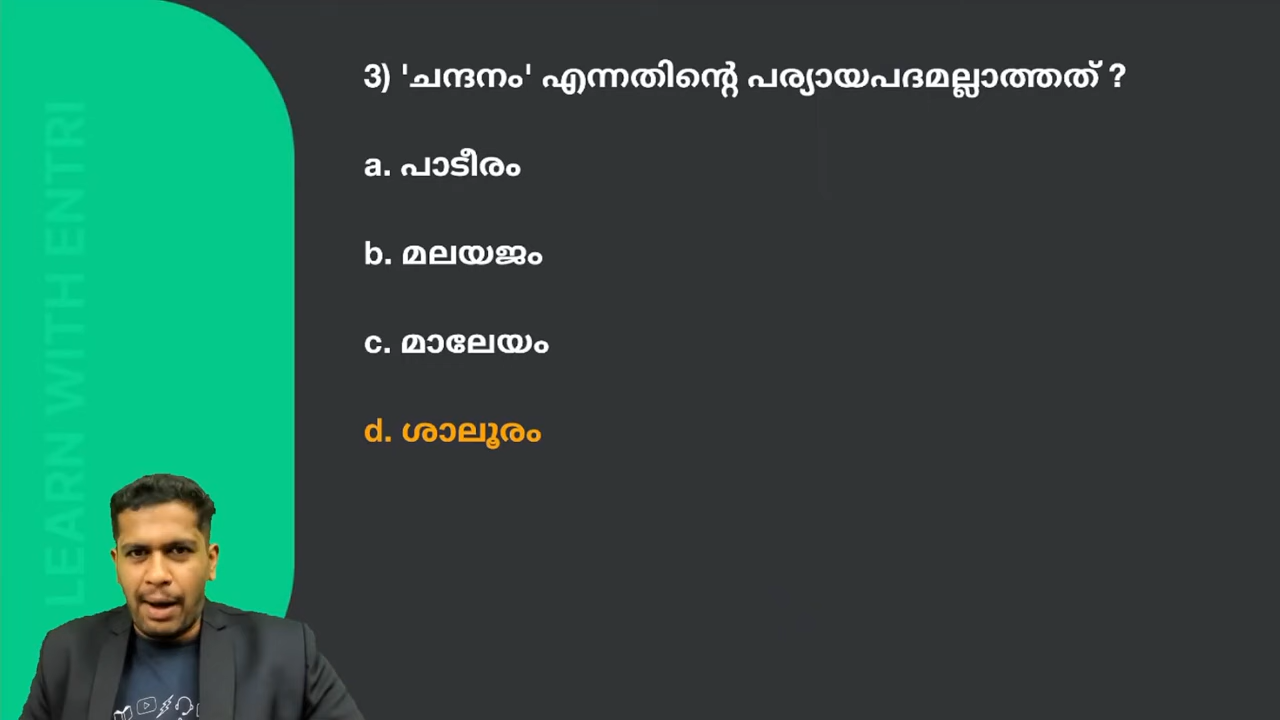 LEARN WITH ENTRI
3) 'ചന്ദനം' എന്നതിന്റെ പര്യായപദമല്ലാത്തത് ?
a. പാടീരം
b. മലയജം
c. മാലേയം
d. ശാലൂരം